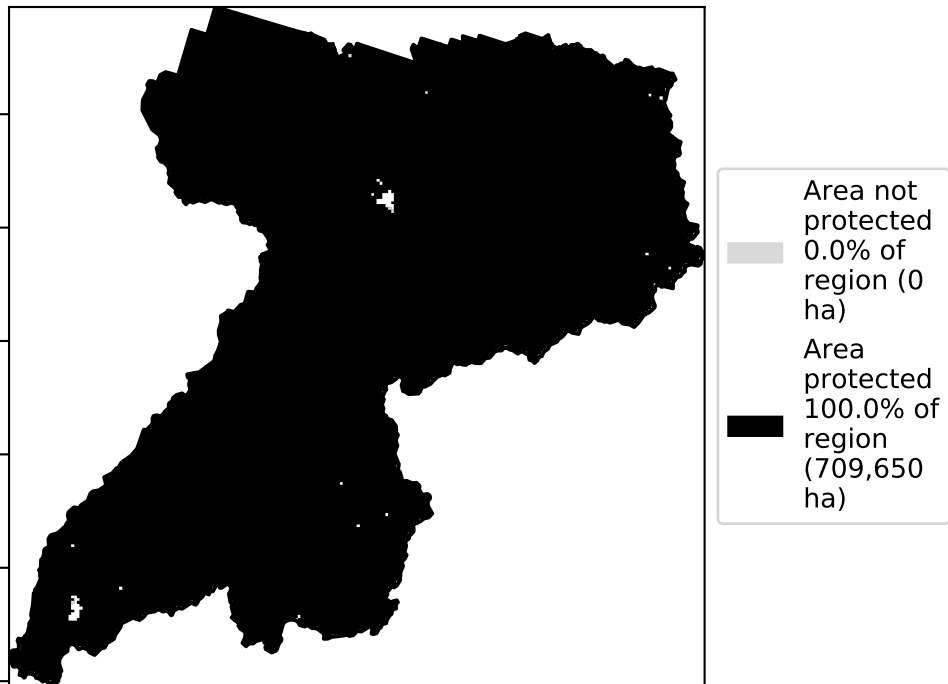 Area not
protected
0.0% of
region (0
ha)
Area
protected
100.0% of
region
(709,650
ha)